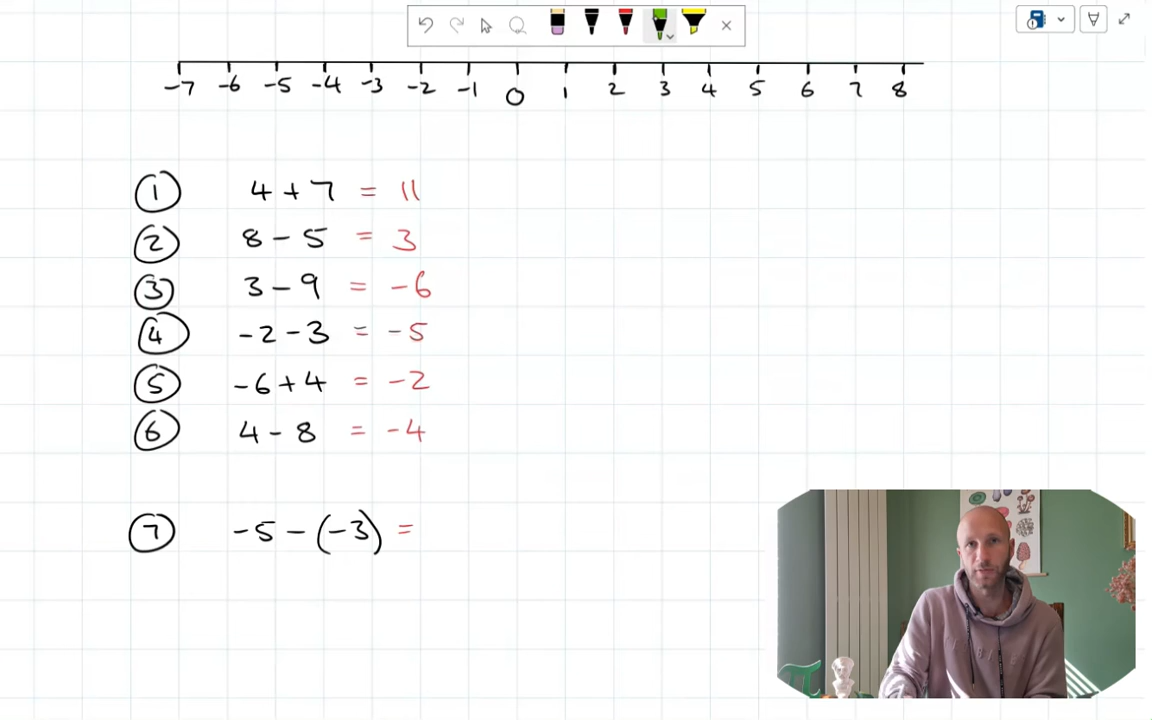 -7 -6 -5 -4 -3 -2 -1 0 1 2 3 4 5 6 7 8
① 4 + 7 = 11
② 8 - 5 = 3
③ 3 - 9 = -6
④ -2 - 3 = -5
⑤ -6 + 4 = -2
⑥ 4 - 8 = -4
⑦ -5 - (-3) =